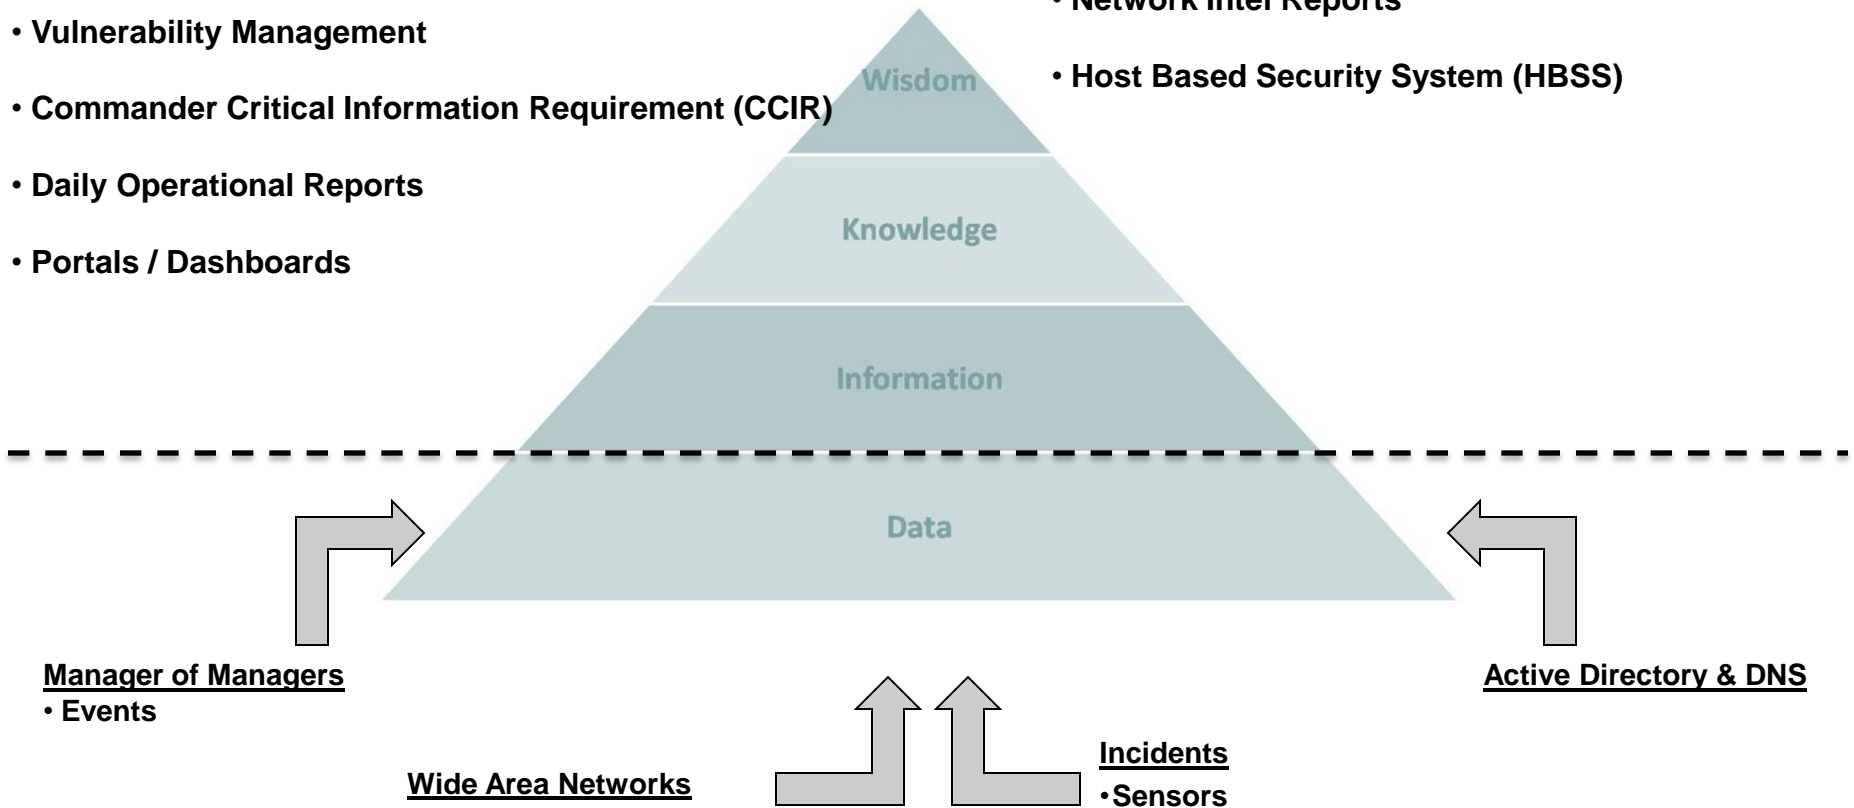 • Network Intel Reports
• Vulnerability Management
• Host Based Security System (HBSS)
Wisdom
• Commander Critical Information Requirement (CCIR)
• Daily Operational Reports
Knowledge
• Portals / Dashboards
Information
Data
Manager of Managers
• Events
Active Directory & DNS
Wide Area Networks
Incidents
•Sensors